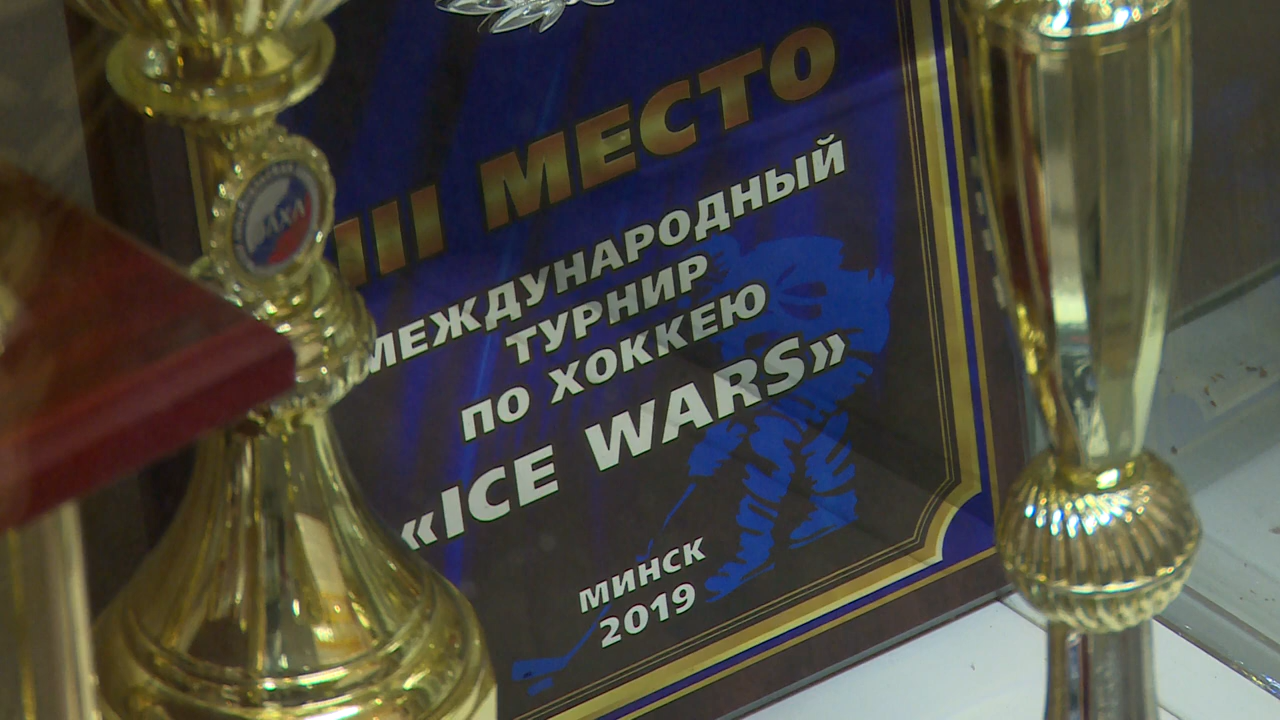 III МЕСТО
МЕЖДУНАРОДНЫЙ
ТУРНИР
ПО ХОККЕЮ
«ICE WARS»
МИНСК
2019